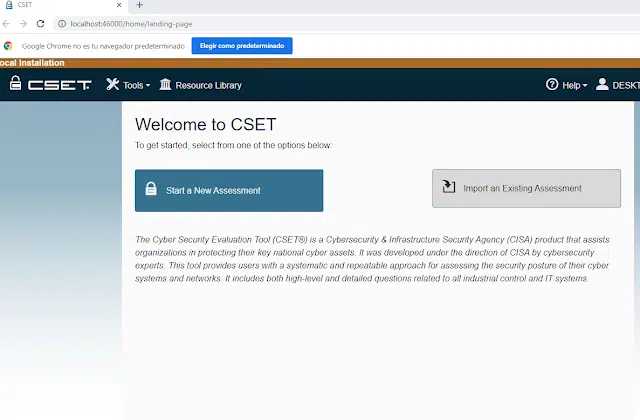 CSET
localhost:46000/home/landing-page
Google Chrome no es tu navegador predeterminado Elegir como predeterminado
ocal Installation
CSET Tools Resource Library Help DESKT
Welcome to CSET
To get started, select from one of the options below:
Start a New Assessment Import an Existing Assessment
The Cyber Security Evaluation Tool (CSET®) is a Cybersecurity & Infrastructure Security Agency (CISA) product that assists
organizations in protecting their key national cyber assets. It was developed under the direction of CISA by cybersecurity
experts. This tool provides users with a systematic and repeatable approach for assessing the security posture of their cyber
systems and networks. It includes both high-level and detailed questions related to all industrial control and IT systems.